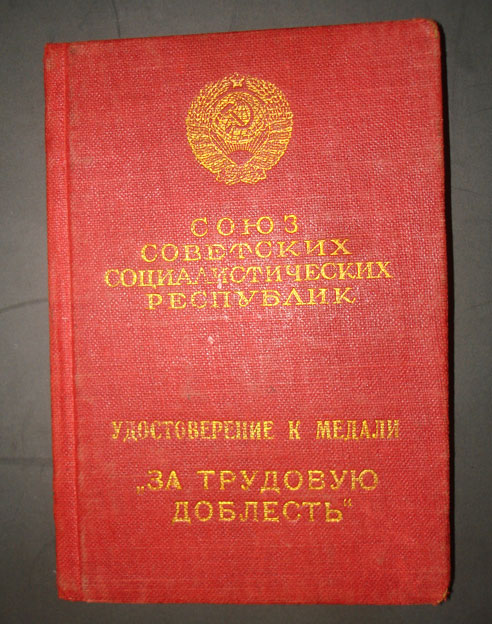 СОЮЗ
СОВЕТСКИХ
СОЦИАЛИСТИЧЕСКИХ
РЕСПУБЛИК
УДОСТОВЕРЕНИЕ К МЕДАЛИ
„ЗА ТРУДОВУЮ
ДОБЛЕСТЬ“